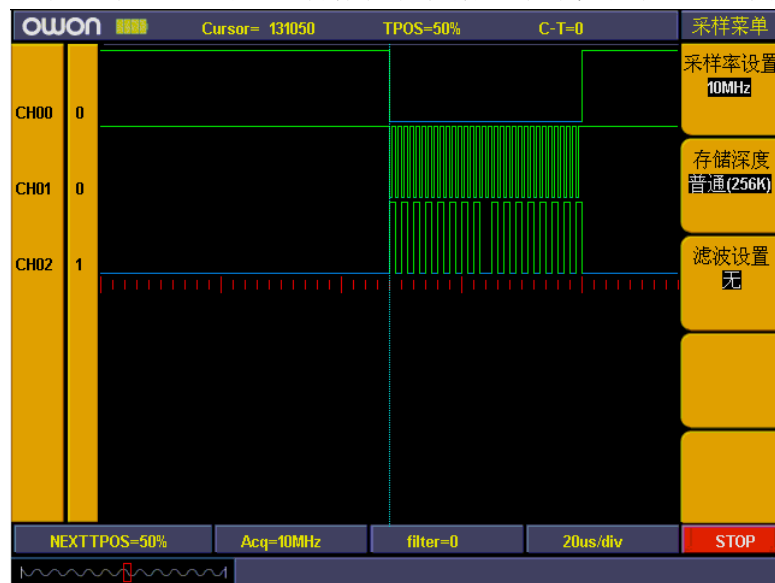 owon Cursor= 131050 TPOS=50% C-T=0 采样菜单
采样率设置
10MHz
CH00 0
存储深度
普通(256K)
CH01 0
滤波设置
无
CH02 1
NEXTTPOS=50% Acq=10MHz filter=0 20us/div STOP